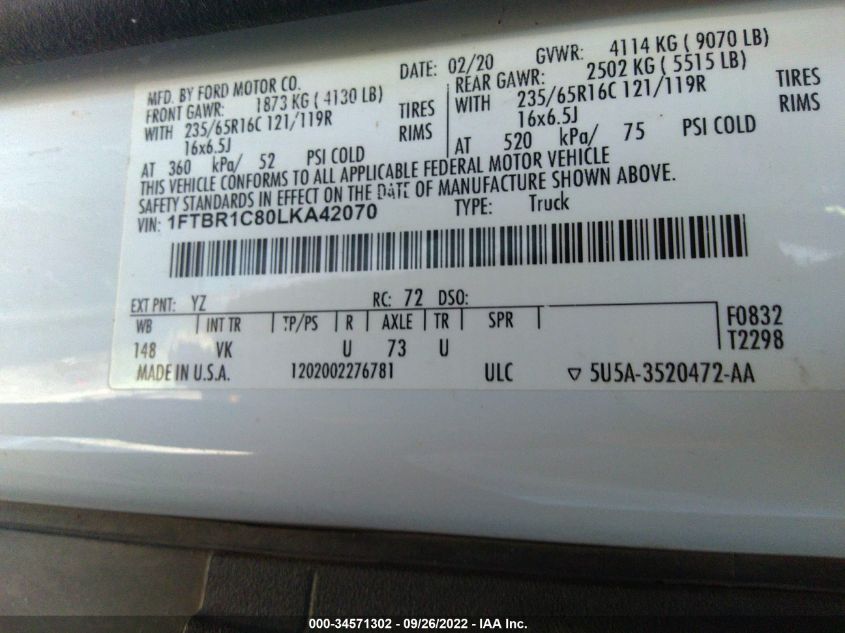 MFD. BY FORD MOTOR CO.
DATE: 02/20 GVWR: 4114 KG ( 9070 LB)
FRONT GAWR: 1873 KG ( 4130 LB)
WITH 235/65R16C 121/119R TIRES
16x6.5J RIMS
AT 360 kPa/ 52 PSI COLD
REAR GAWR: 2502 KG ( 5515 LB)
WITH 235/65R16C 121/119R TIRES
16x6.5J RIMS
AT 520 kPa/ 75 PSI COLD
THIS VEHICLE CONFORMS TO ALL APPLICABLE FEDERAL MOTOR VEHICLE
SAFETY STANDARDS IN EFFECT ON THE DATE OF MANUFACTURE SHOWN ABOVE.
VIN: 1FTBR1C80LKA42070 TYPE: Truck
EXT PNT: YZ RC: 72 DSO:
WB INT TR TP/PS R AXLE TR SPR
F0832
148 VK U 73 U
T2298
MADE IN U.S.A. 1202002276781 ULC ▽ 5U5A-3520472-AA
000-34571302 - 09/26/2022 - IAA Inc.